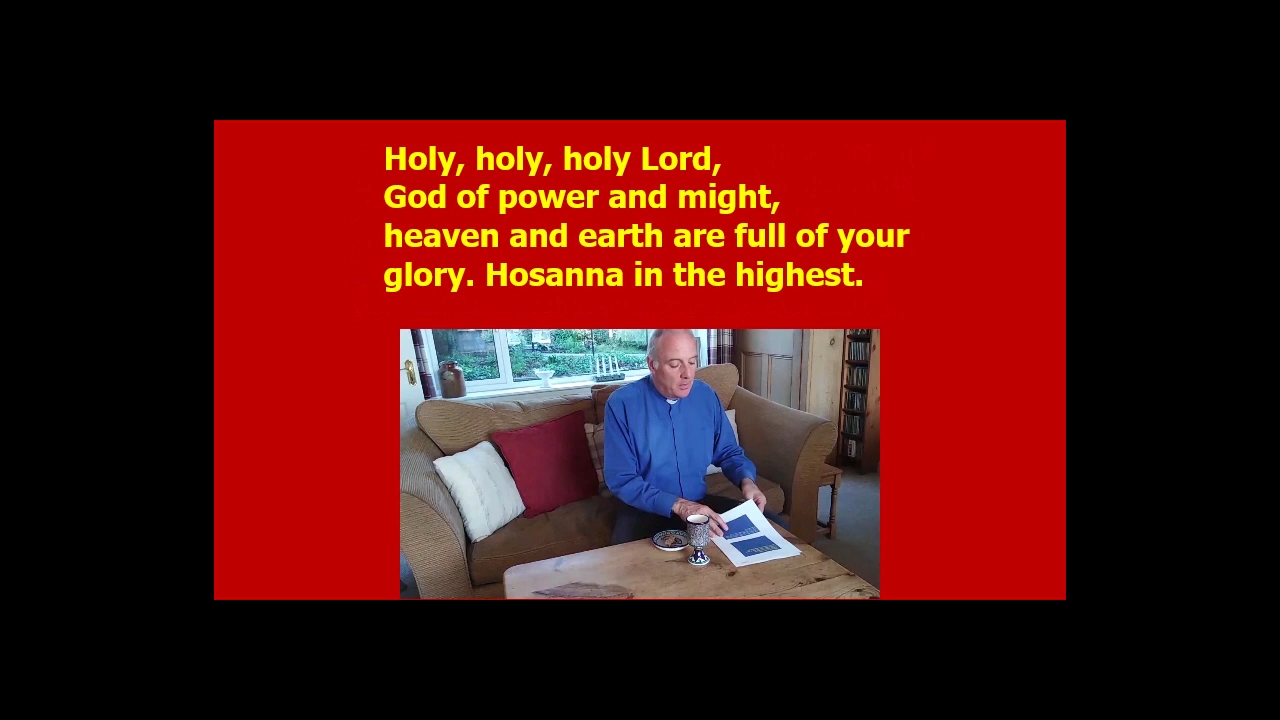 Holy, holy, holy Lord,
God of power and might,
heaven and earth are full of your
glory. Hosanna in the highest.